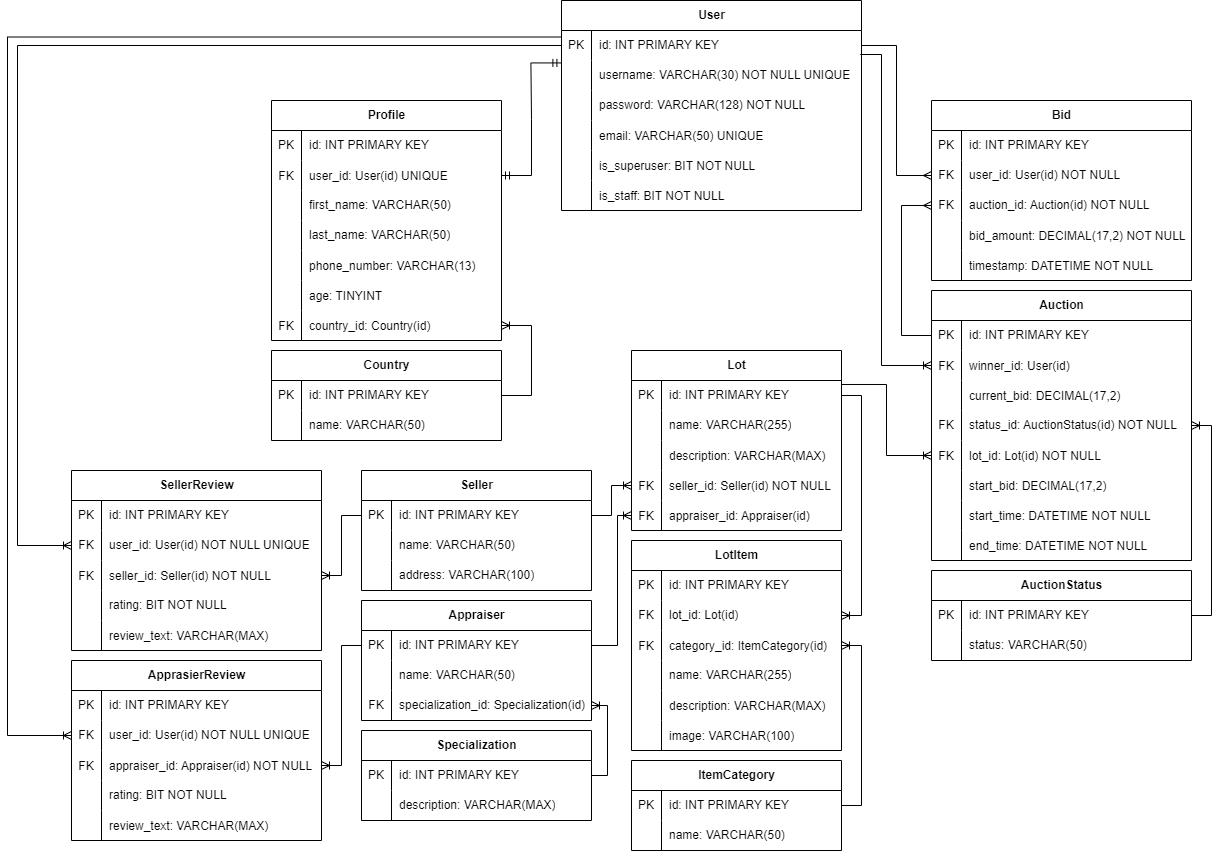 User
PK id: INT PRIMARY KEY
username: VARCHAR(30) NOT NULL UNIQUE
password: VARCHAR(128) NOT NULL
email: VARCHAR(50) UNIQUE
is_superuser: BIT NOT NULL
is_staff: BIT NOT NULL
Profile
PK id: INT PRIMARY KEY
FK user_id: User(id) UNIQUE
first_name: VARCHAR(50)
last_name: VARCHAR(50)
phone_number: VARCHAR(13)
age: TINYINT
FK country_id: Country(id)
Country
PK id: INT PRIMARY KEY
name: VARCHAR(50)
Bid
PK id: INT PRIMARY KEY
FK user_id: User(id) NOT NULL
FK auction_id: Auction(id) NOT NULL
bid_amount: DECIMAL(17,2) NOT NULL
timestamp: DATETIME NOT NULL
Auction
PK id: INT PRIMARY KEY
FK winner_id: User(id)
current_bid: DECIMAL(17,2)
FK status_id: AuctionStatus(id) NOT NULL
FK lot_id: Lot(id) NOT NULL
start_bid: DECIMAL(17,2)
start_time: DATETIME NOT NULL
end_time: DATETIME NOT NULL
AuctionStatus
PK id: INT PRIMARY KEY
status: VARCHAR(50)
Lot
PK id: INT PRIMARY KEY
name: VARCHAR(255)
description: VARCHAR(MAX)
FK seller_id: Seller(id) NOT NULL
FK appraiser_id: Appraiser(id)
LotItem
PK id: INT PRIMARY KEY
FK lot_id: Lot(id)
FK category_id: ItemCategory(id)
name: VARCHAR(255)
description: VARCHAR(MAX)
image: VARCHAR(100)
ItemCategory
PK id: INT PRIMARY KEY
name: VARCHAR(50)
SellerReview
PK id: INT PRIMARY KEY
FK user_id: User(id) NOT NULL UNIQUE
FK seller_id: Seller(id) NOT NULL
rating: BIT NOT NULL
review_text: VARCHAR(MAX)
Seller
PK id: INT PRIMARY KEY
name: VARCHAR(50)
address: VARCHAR(100)
Appraiser
PK id: INT PRIMARY KEY
name: VARCHAR(50)
FK specialization_id: Specialization(id)
ApprasierReview
PK id: INT PRIMARY KEY
FK user_id: User(id) NOT NULL UNIQUE
FK appraiser_id: Appraiser(id) NOT NULL
rating: BIT NOT NULL
review_text: VARCHAR(MAX)
Specialization
PK id: INT PRIMARY KEY
description: VARCHAR(MAX)